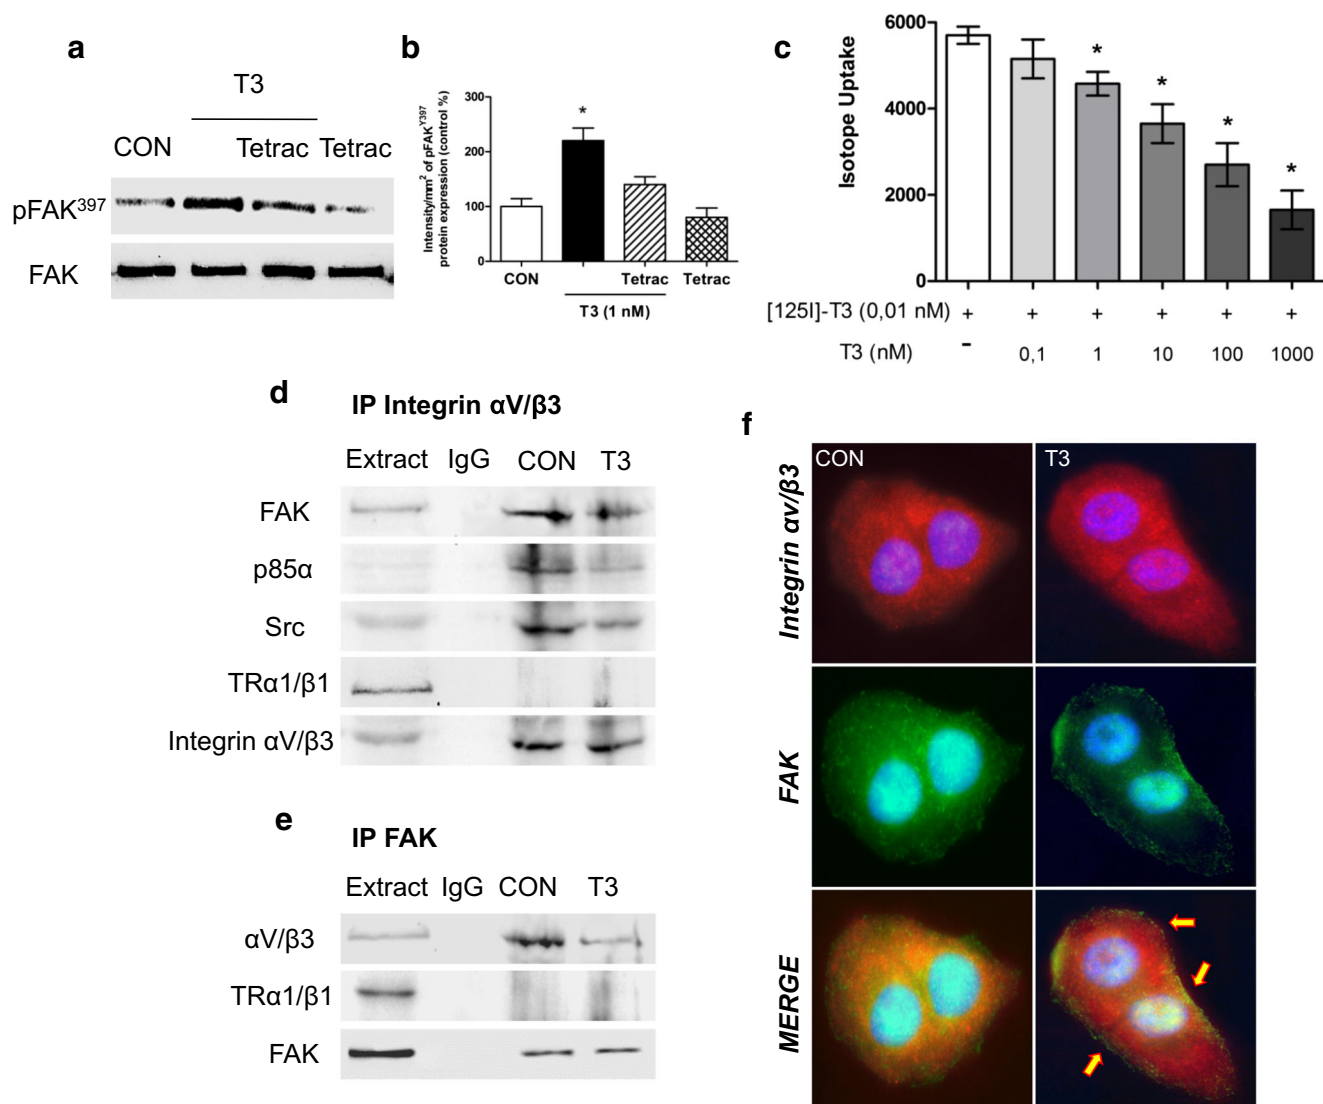 a
T3
CON Tetrac Tetrac
pFAK397
FAK
b
Intensity/mm2 of pFAKY397
protein expression (control %)
300
200
100
0
*
CON Tetrac Tetrac
T3 (1 nM)
c
Isotope Uptake
6000
4000
2000
0
* * * *
[125I]-T3 (0,01 nM) + + + + + +
T3 (nM) - 0,1 1 10 100 1000
d
IP Integrin αV/β3
Extract IgG CON T3
FAK
p85α
Src
TRα1/β1
Integrin αV/β3
e
IP FAK
Extract IgG CON T3
αV/β3
TRα1/β1
FAK
f
CON T3
Integrin αv/β3
FAK
MERGE